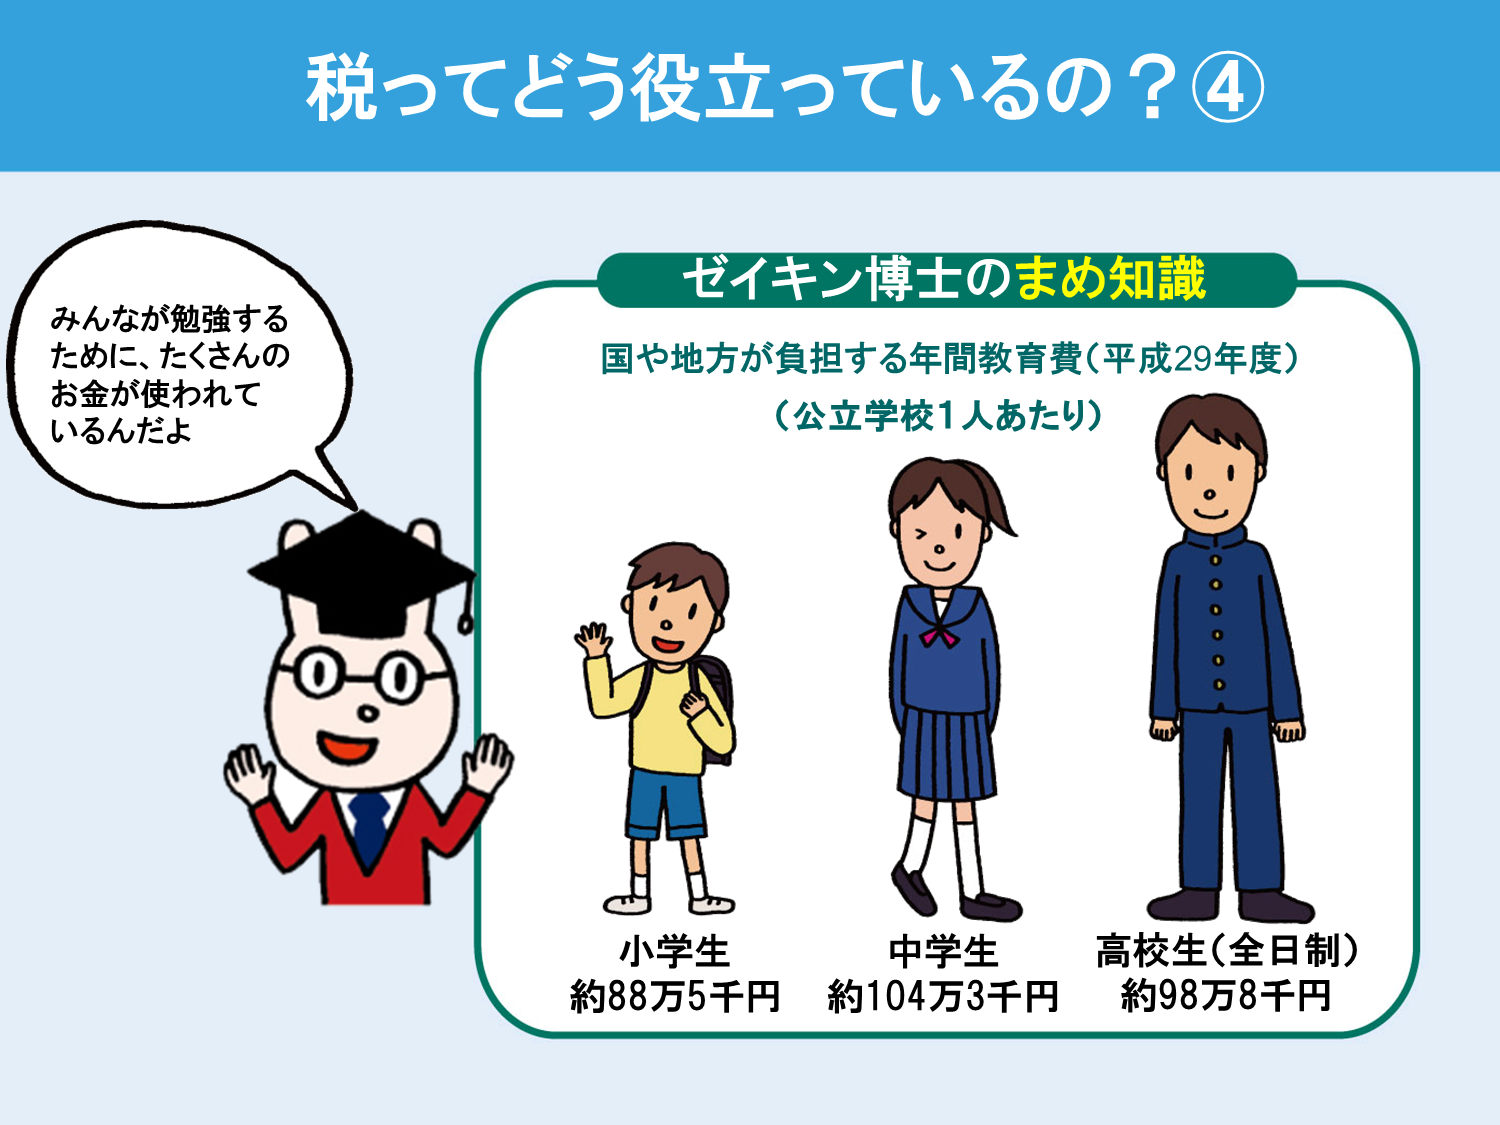 税ってどう役立っているの？④
みんなが勉強する
ために、たくさんの
お金が使われて
いるんだよ
ゼイキン博士のまめ知識
国や地方が負担する年間教育費（平成29年度）
（公立学校１人あたり）
小学生
約88万5千円
中学生
約104万3千円
高校生（全日制）
約98万8千円